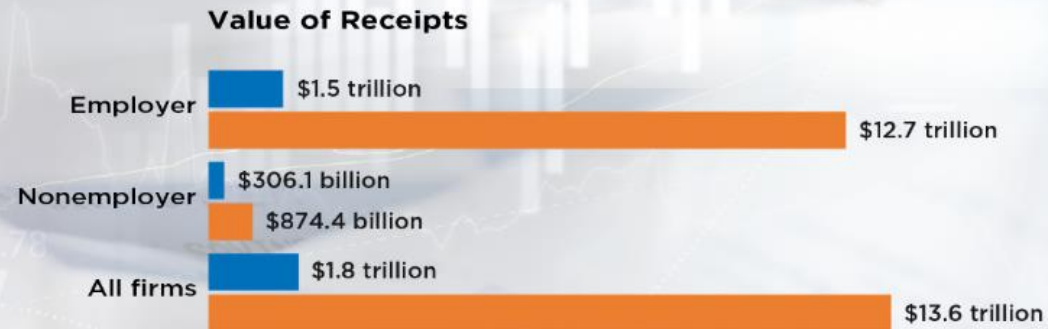 Value of Receipts
Employer
$1.5 trillion
$12.7 trillion
Nonemployer
$306.1 billion
$874.4 billion
All firms
$1.8 trillion
$13.6 trillion